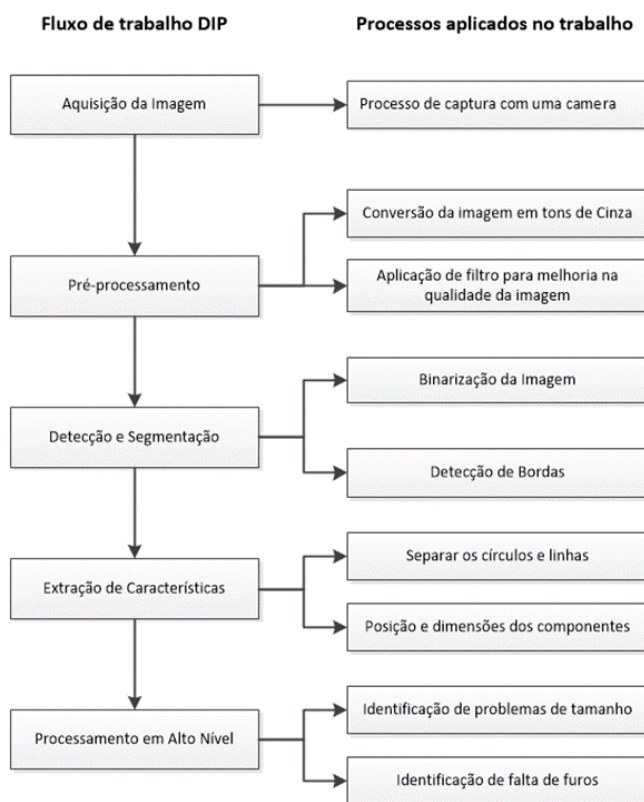 Fluxo de trabalho DIP
Processos aplicados no trabalho
Aquisição da Imagem
Processo de captura com uma camera
Conversão da imagem em tons de Cinza
Pré-processamento
Aplicação de filtro para melhoria na
qualidade da imagem
Binarização da Imagem
Detecção e Segmentação
Detecção de Bordas
Separar os círculos e linhas
Extração de Características
Posição e dimensões dos componentes
Identificação de problemas de tamanho
Processamento em Alto Nível
Identificação de falta de furos